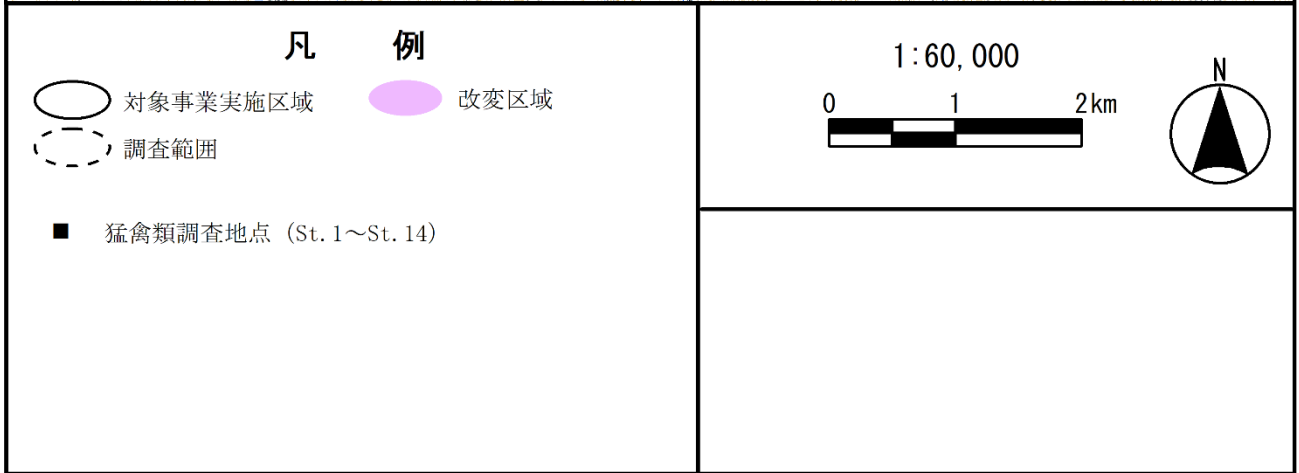 凡 例
対象事業実施区域 改変区域
調査範囲
■ 猛禽類調査地点 (St.1～St.14)
1:60,000
0 1 2km
N